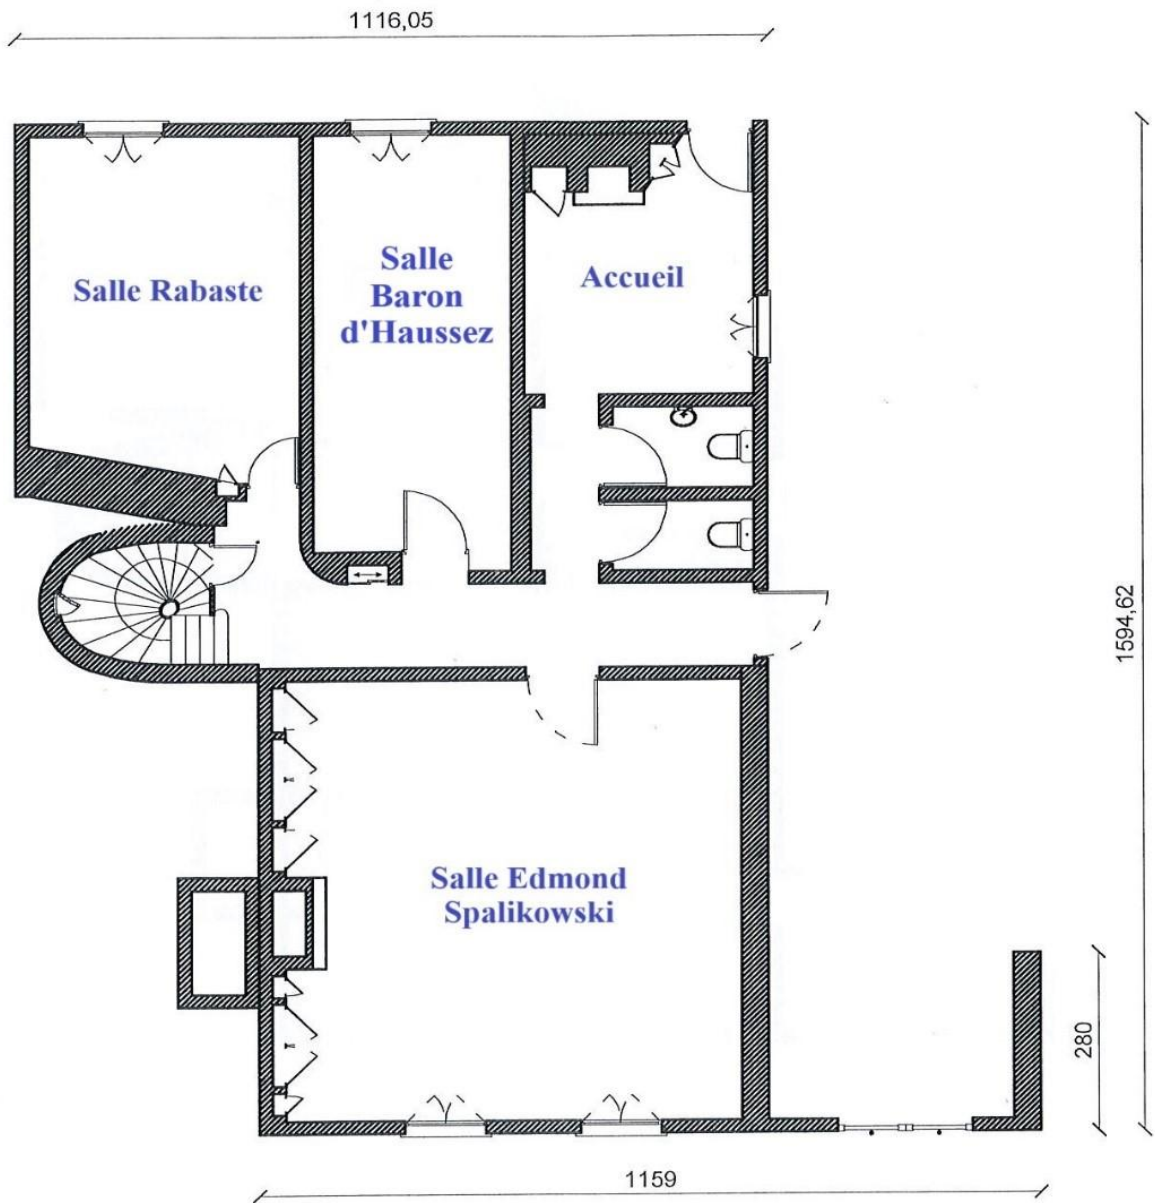 1116,05
Salle Rabaste
Salle
Baron
d'Haussez
Accueil
1594,62
Salle Edmond
Spalikowski
280
1159